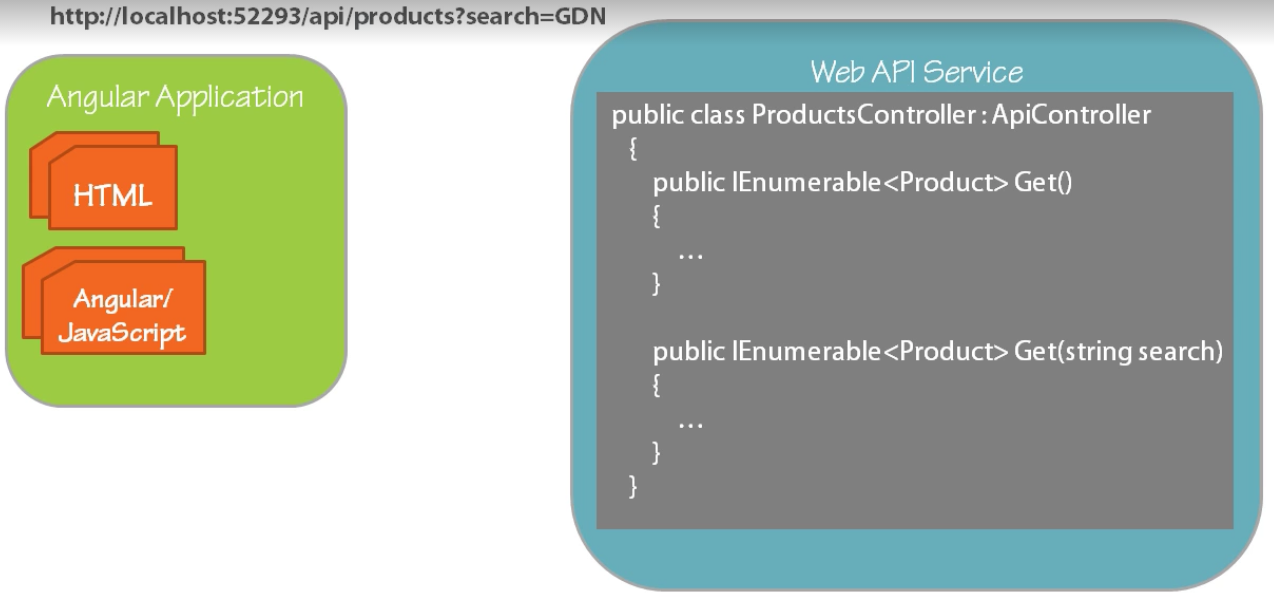 http://localhost:52293/api/products?search=GDN
Angular Application
HTML
Angular/
JavaScript
Web API Service
public class ProductsController : ApiController
{
public IEnumerable<Product> Get()
{
...
}
public IEnumerable<Product> Get(string search)
{
...
}
}